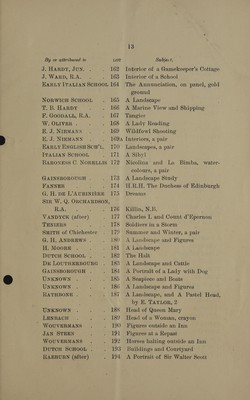 13
By or attributed to LOT Subject.
J. Hardy, Jun. . 162 Interior of a Gamekeeper's Cottage
J. Ward, R.A. . 163 Interior of a School
Early Italian School 164 The Annunciation, on panel, gold
ground
Norwich School . 165 A Landscape
T. B. Hardy . 166 A Marine View and Shipping
F. Goodall, R.A. . 167 Tangier
W. Oliver . . 168 A Lady Reading
E. J. Niemann . 169 Wildfowl Shooting
E. J. Niemann . 169A Interiors, a pair
Early English Sch'l. 170 Landscapes, a pair
Italian School . 171 A Sibyl
Baroness C Norellis 172 Nicolina and La Bimba, water-
colours, a pair
Gainsborough . 173 A Landscape Study
Fannee . . 174 H.R.H. The Duchess of Edinburgh
G. H. de L'Aubinière 175 Dreams
Sir W. Q. Orchardson,
R.A. . 176 Killin, N.B.
Vandyck (after) . 177 Charles I. and Count d'Epernon
Teniers . . 178 Soldiers in a Storm
Smith of Chichester . 179 Summer and Winter, a pair
G. H. Andrews . 180 A Landscape and Figures
H. Moore . . 181 A Landscape
Dutch School . 182 The Halt
De Loutherbourg . 183 A Landscape and Cattle
Gainsborough . 184 A Portrait of a Lady with Dog
Unknown . . 185 A Seapiece and Boats
Unknown . . 186 A Landscape and Figures
Rathbone . . 187 A Landscape, and A Pastel Head,
by E. Taylor, 2
Unknown . . 188 Head of Queen Mary
Lenbach . . 189 Head of a Woman, crayon
Wouvermans . 190 Figures outside an Inn
Jan Steen . 191 Figures at a Repast
Wouvermans . 192 Horses halting outside an Inn
Dutch School . 193 Buildings and Courtyard
Raeburn (after) . 194 A Portrait of Sir Walter Scott